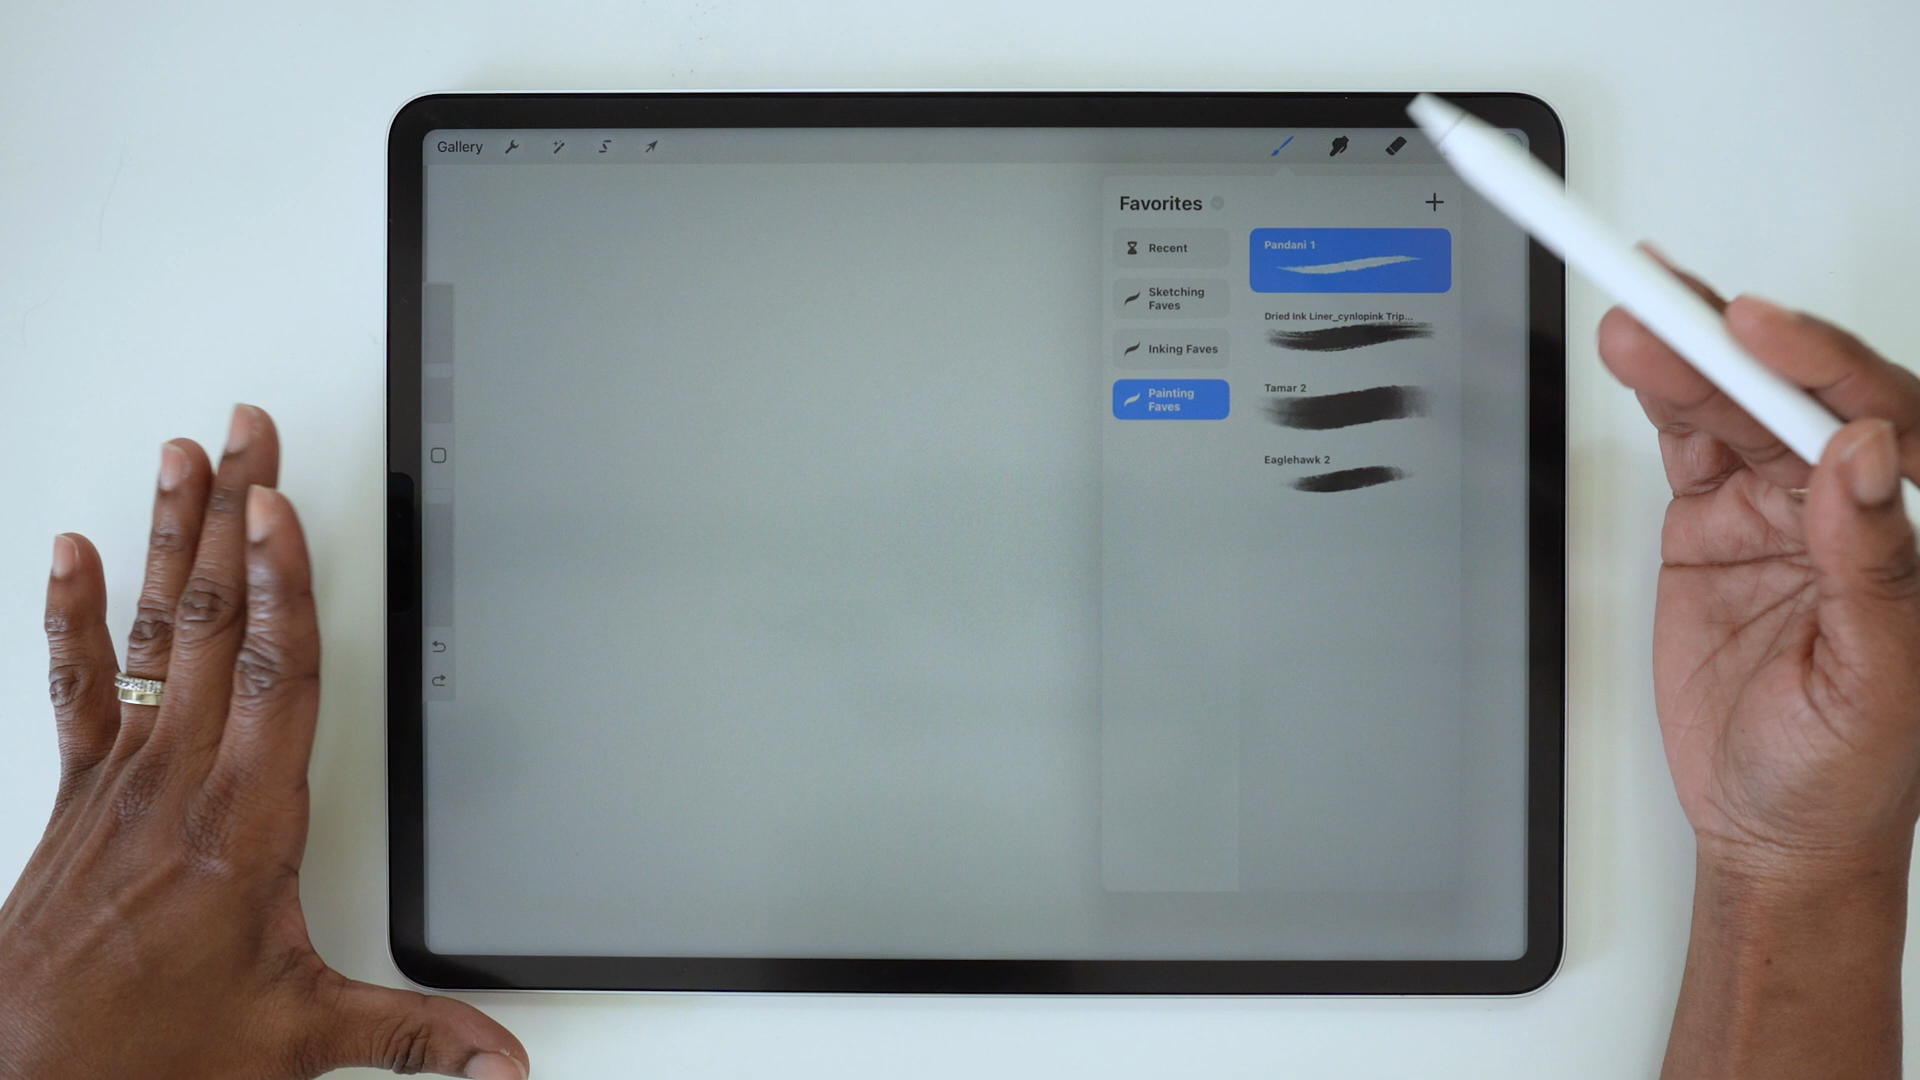 Gallery
Favorites
Recent
Sketching
Faves
Inking Faves
Painting
Faves
Pandani 1
Dried Ink Liner_cynlopink Trip...
Tamar 2
Eaglehawk 2